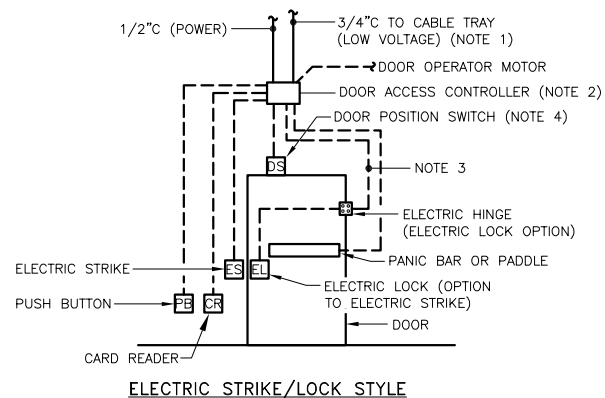 1/2"C (POWER)
3/4"C TO CABLE TRAY
(LOW VOLTAGE) (NOTE 1)
DOOR OPERATOR MOTOR
DOOR ACCESS CONTROLLER (NOTE 2)
DOOR POSITION SWITCH (NOTE 4)
DS
NOTE 3
ELECTRIC HINGE
(ELECTRIC LOCK OPTION)
PANIC BAR OR PADDLE
ELECTRIC STRIKE
ES
EL
ELECTRIC LOCK (OPTION
TO ELECTRIC STRIKE)
PUSH BUTTON
PB
CR
DOOR
CARD READER
ELECTRIC STRIKE/LOCK STYLE